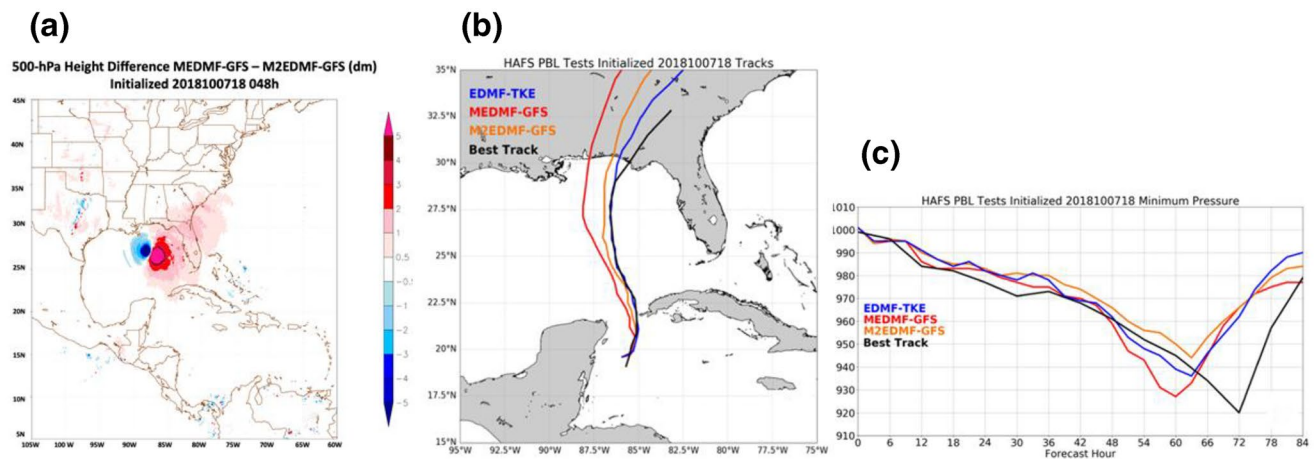 (a)
500-hPa Height Difference MEDMF-GFS – M2EDMF-GFS (dm)
Initialized 2018100718 048h
45N
40N
35N
30N
25N
20N
15N
10N
5N
105W 100W 95W 90W 85W 80W 75W 70W 65W 60W
5
4
3
2
1
0.5
-0.5
-1
-2
-3
-4
-5
(b)
HAFS PBL Tests Initialized 2018100718 Tracks
35°N
32.5°N
30°N
27.5°N
25°N
22.5°N
20°N
17.5°N
15°N
EDMF-TKE
MEDMF-GFS
M2EDMF-GFS
Best Track
95°W 92.5°W 90°W 87.5°W 85°W 82.5°W 80°W 77.5°W 75°W
(c)
HAFS PBL Tests Initialized 2018100718 Minimum Pressure
1010
1000
990
980
970
960
950
940
930
920
910
EDMF-TKE
MEDMF-GFS
M2EDMF-GFS
Best Track
0 6 12 18 24 30 36 42 48 54 60 66 72 78 84
Forecast Hour